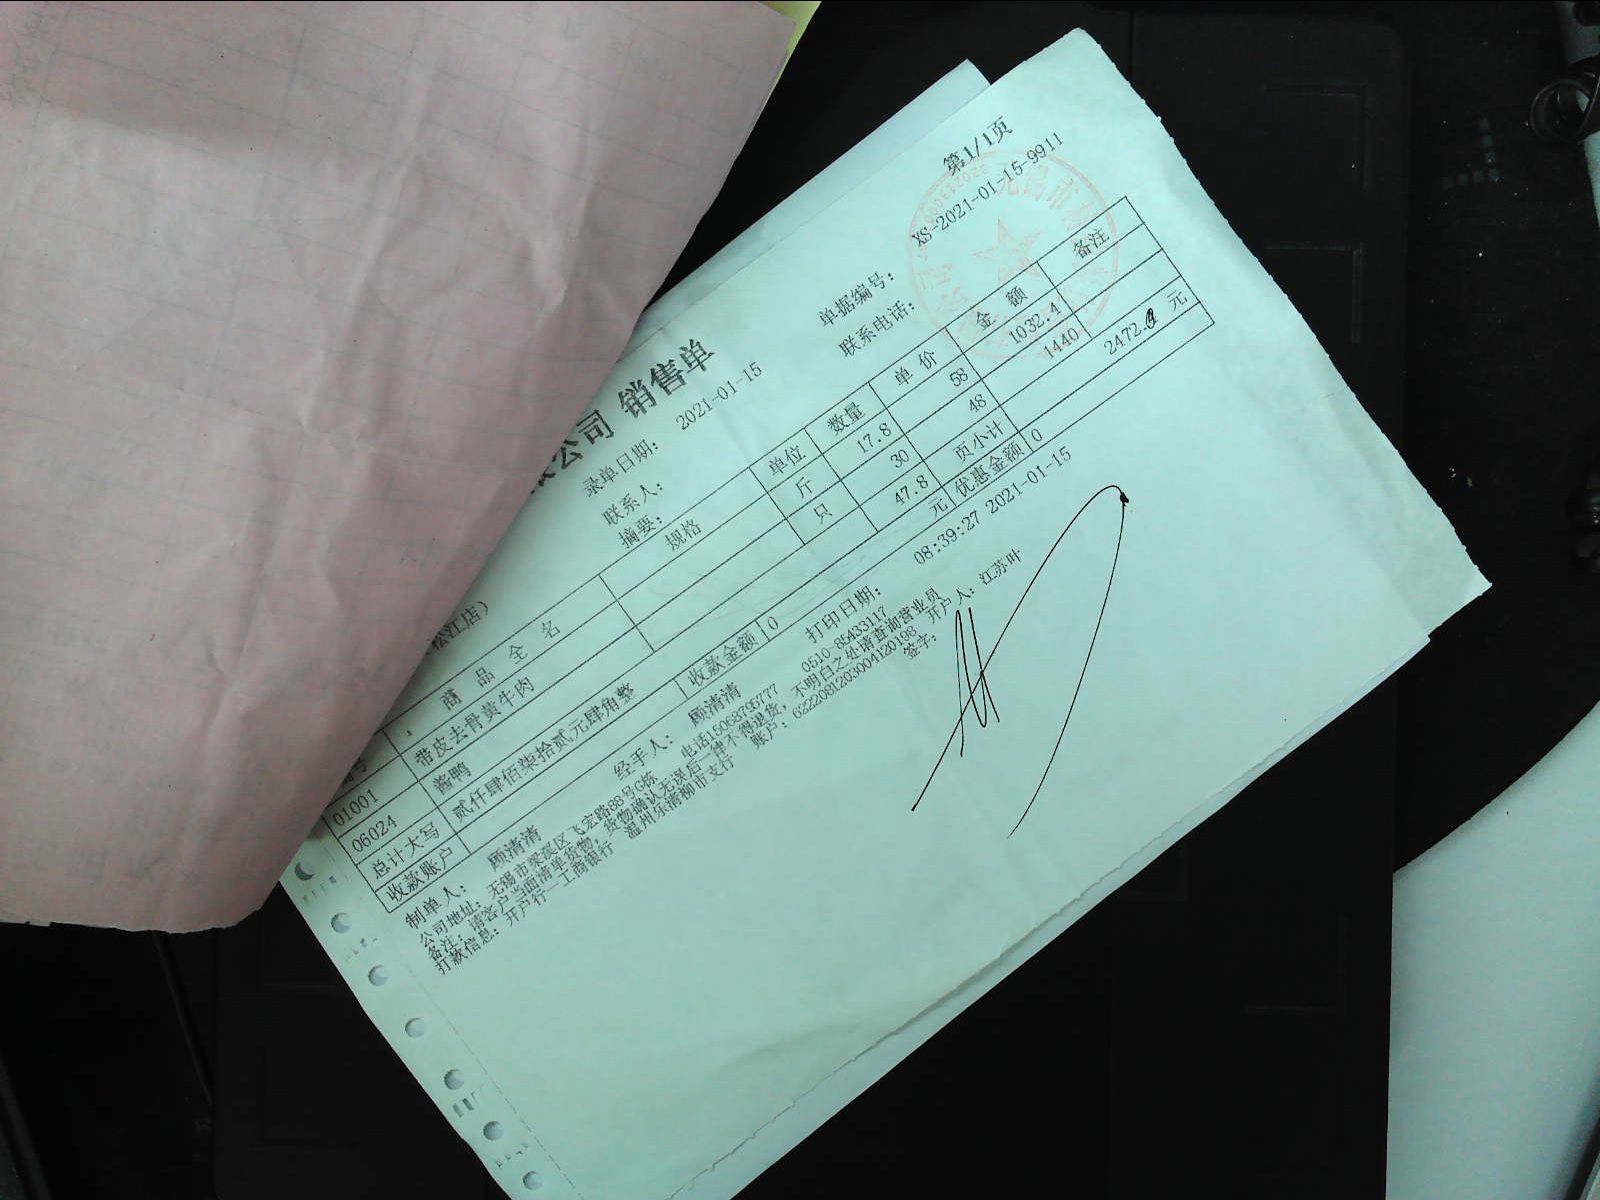 第1/1页
公司 销售单
单据编号: XS-2021-01-15-9911
录单日期: 2021-01-15 联系电话:
松江店) 联系人:
摘要:
编号 商 品 全 名 规格 单位 数量 单 价 金 额 备注
01001 带皮去骨黄牛肉 斤 17.8 58 1032.4
06024 酱鸭 只 30 48 1440
总计大写 贰仟肆佰柒拾贰元肆角整 47.8 页小计 2472. 元
收款账户 收款金额 0 元 优惠金额 0
制单人: 顾清清 经手人: 顾清清 打印日期: 08:39:27 2021-01-15
公司地址: 无锡市梁溪区飞宏路88号G栋 电话15068795777 0510-85433117
备注: 请客户当面清单货物, 货物确认无误后一律不得退货, 不明白之处请查询营业员
打款信息: 开户行--工商银行 温州乐清柳市支行 账户: 6222081203004120198 开户人: 江苏叶
签字: